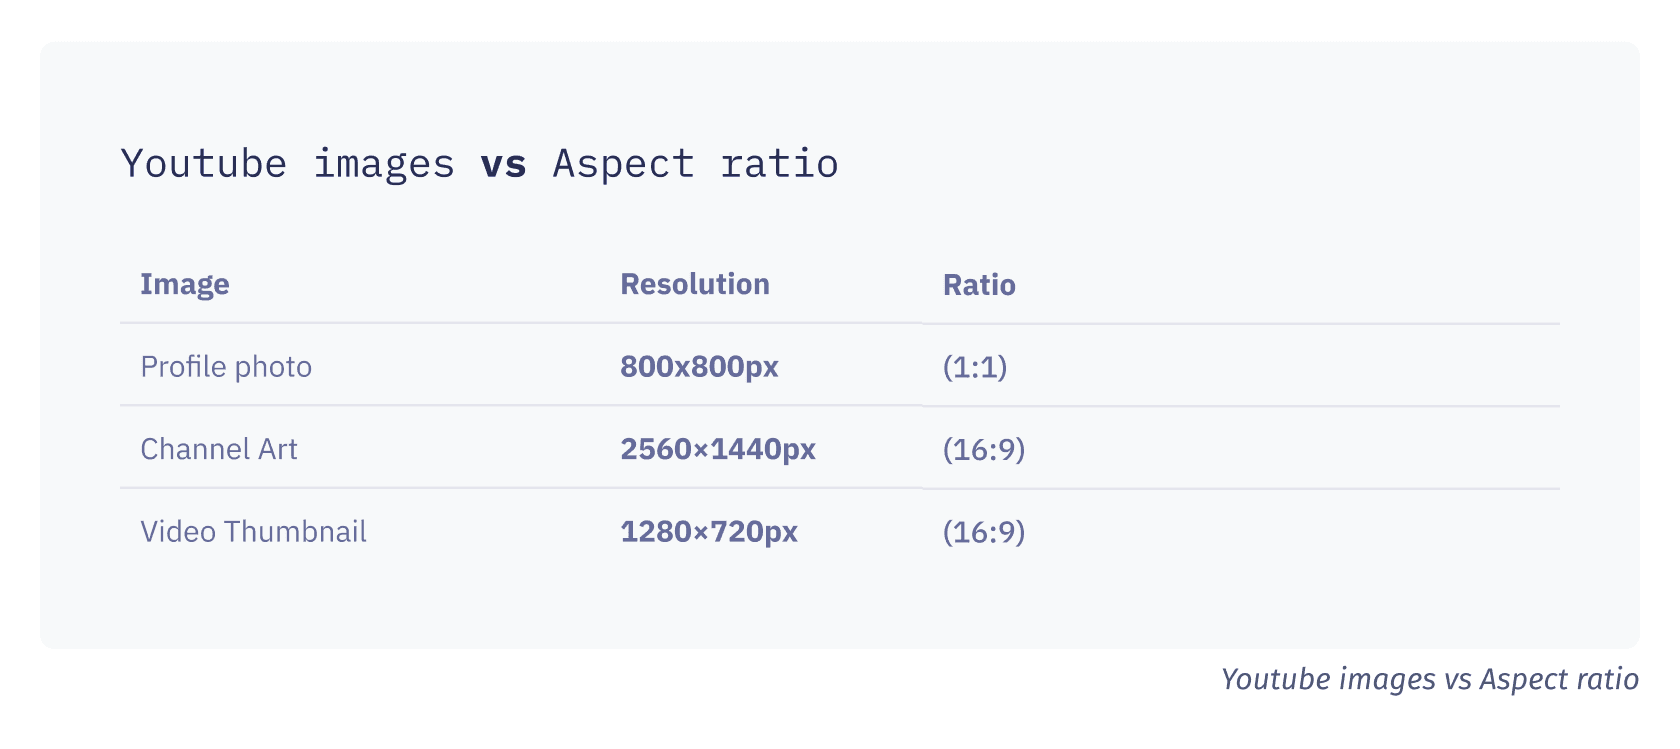 Youtube images vs Aspect ratio
Image Resolution Ratio
Profile photo 800x800px (1:1)
Channel Art 2560×1440px (16:9)
Video Thumbnail 1280×720px (16:9)
Youtube images vs Aspect ratio